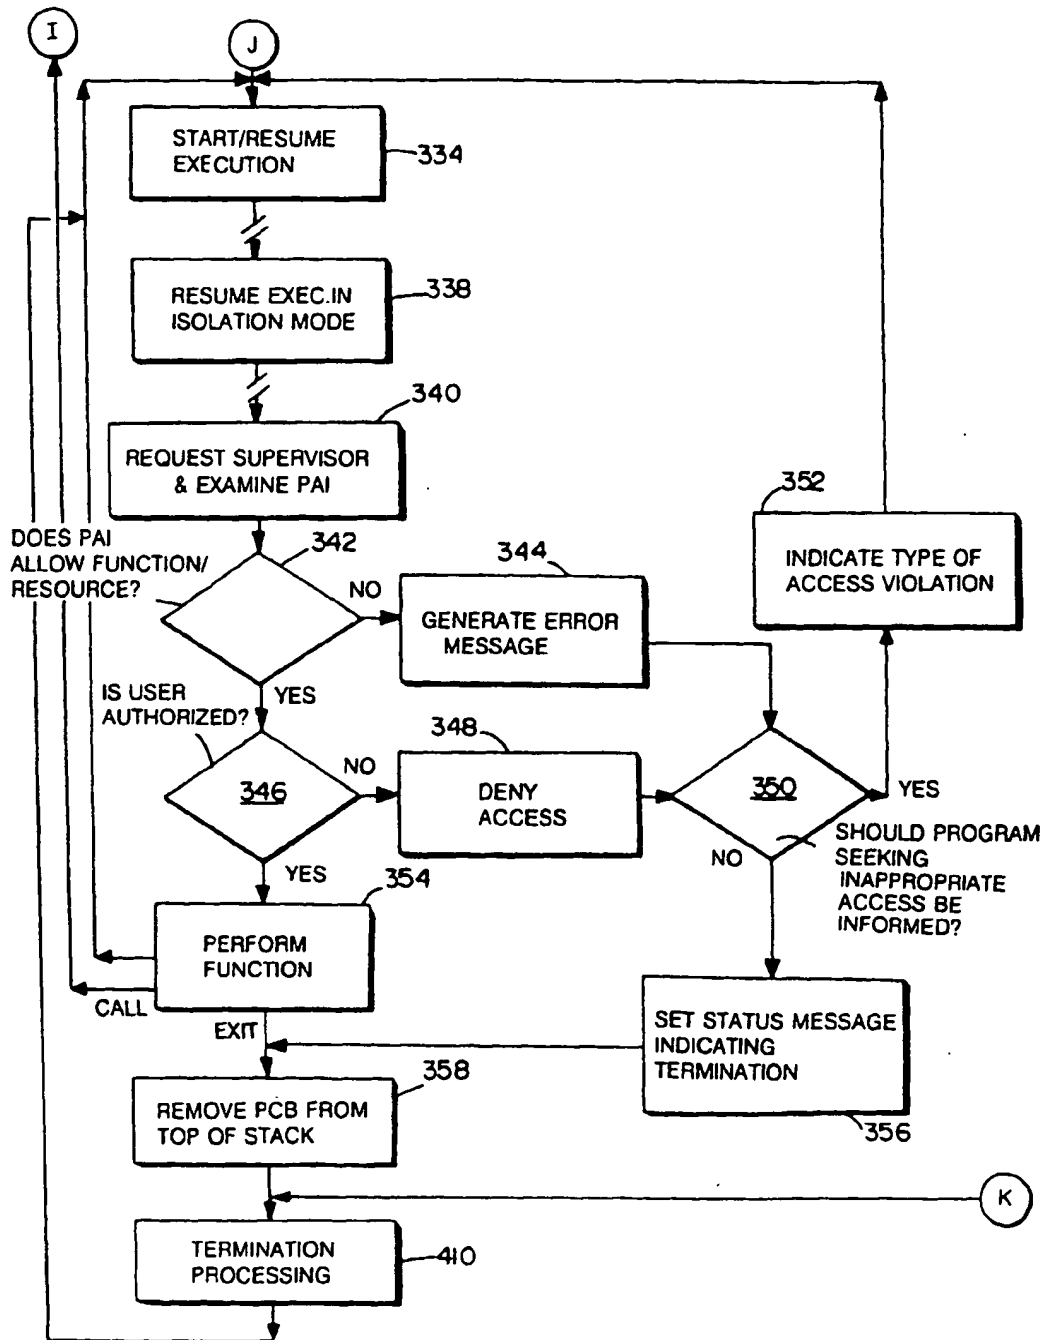 I
J
START/RESUME
EXECUTION
334
RESUME EXEC.IN
ISOLATION MODE
338
340
REQUEST SUPERVISOR
& EXAMINE PAI
352
INDICATE TYPE OF
ACCESS VIOLATION
DOES PAI
ALLOW FUNCTION/
RESOURCE?
342
NO
344
GENERATE ERROR
MESSAGE
YES
IS USER
AUTHORIZED?
346
NO
348
DENY
ACCESS
350
YES
NO
SHOULD PROGRAM
SEEKING
INAPPROPRIATE
ACCESS BE
INFORMED?
YES
354
PERFORM
FUNCTION
CALL
EXIT
SET STATUS MESSAGE
INDICATING
TERMINATION
356
358
REMOVE PCB FROM
TOP OF STACK
K
TERMINATION
PROCESSING
410